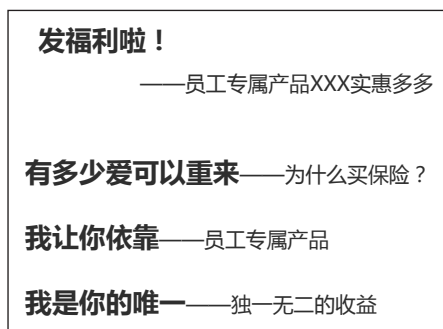 发福利啦！
——员工专属产品XXX实惠多多
有多少爱可以重来——为什么买保险？
我让你依靠——员工专属产品
我是你的唯一——独一无二的收益